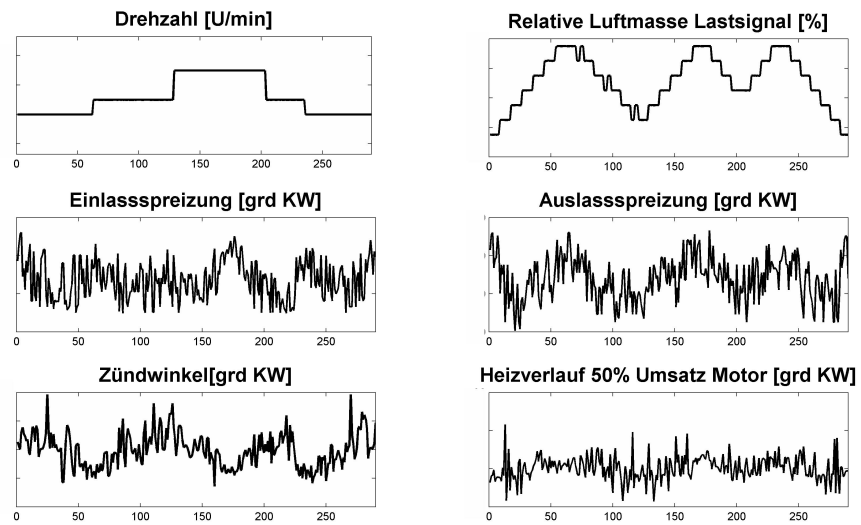 Drehzahl [U/min]
0 50 100 150 200 250
Relative Luftmasse Lastsignal [%]
0 50 100 150 200 250
Einlassspreizung [grd KW]
0 50 100 150 200 250
Auslassspreizung [grd KW]
0 50 100 150 200 250
Zündwinkel[grd KW]
0 50 100 150 200 250
Heizverlauf 50% Umsatz Motor [grd KW]
0 50 100 150 200 250